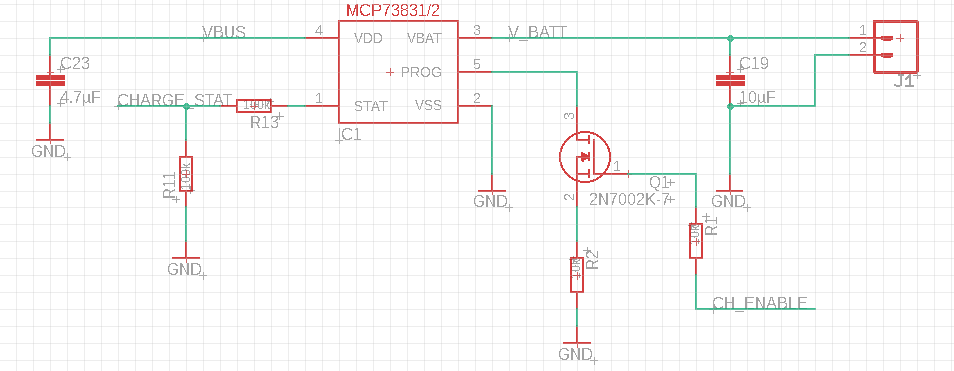 MCP73831/2
VBUS
4
VDD
VBAT
3
V_BATT
1
2
J1
C23
4.7µF
GND
PROG
5
C19
10µF
CHARGE_STAT
100k
R13
1
STAT
VSS
2
IC1
3
1
Q1
2N7002K-7
2
GND
GND
R11
100k
GND
R2
10k
GND
R1
10k
CH_ENABLE